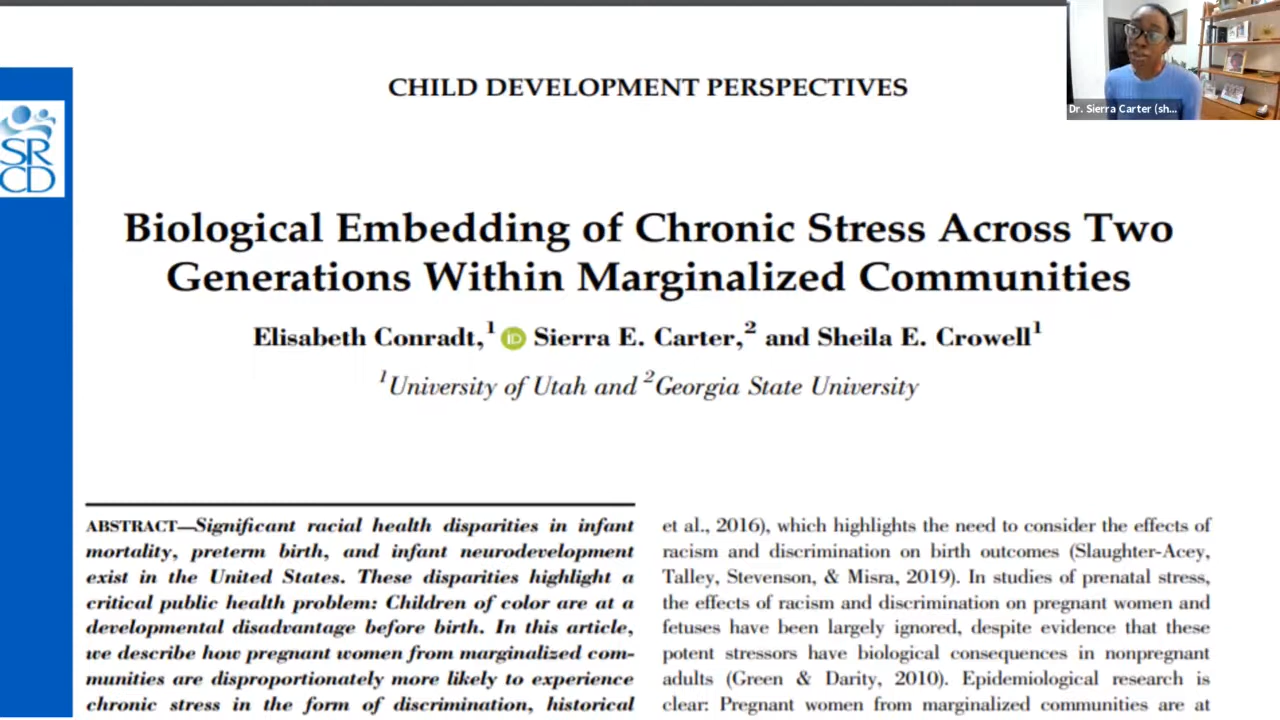 CHILD DEVELOPMENT PERSPECTIVES
Dr. Sierra Carter (sh...
SR
CD
Biological Embedding of Chronic Stress Across Two
Generations Within Marginalized Communities
Elisabeth Conradt,¹ iD Sierra E. Carter,² and Sheila E. Crowell¹
¹University of Utah and ²Georgia State University
ABSTRACT—Significant racial health disparities in infant
mortality, preterm birth, and infant neurodevelopment
exist in the United States. These disparities highlight a
critical public health problem: Children of color are at a
developmental disadvantage before birth. In this article,
we describe how pregnant women from marginalized com-
munities are disproportionately more likely to experience
chronic stress in the form of discrimination, historical
et al., 2016), which highlights the need to consider the effects of
racism and discrimination on birth outcomes (Slaughter-Acey,
Talley, Stevenson, & Misra, 2019). In studies of prenatal stress,
the effects of racism and discrimination on pregnant women and
fetuses have been largely ignored, despite evidence that these
potent stressors have biological consequences in nonpregnant
adults (Green & Darity, 2010). Epidemiological research is
clear: Pregnant women from marginalized communities are at